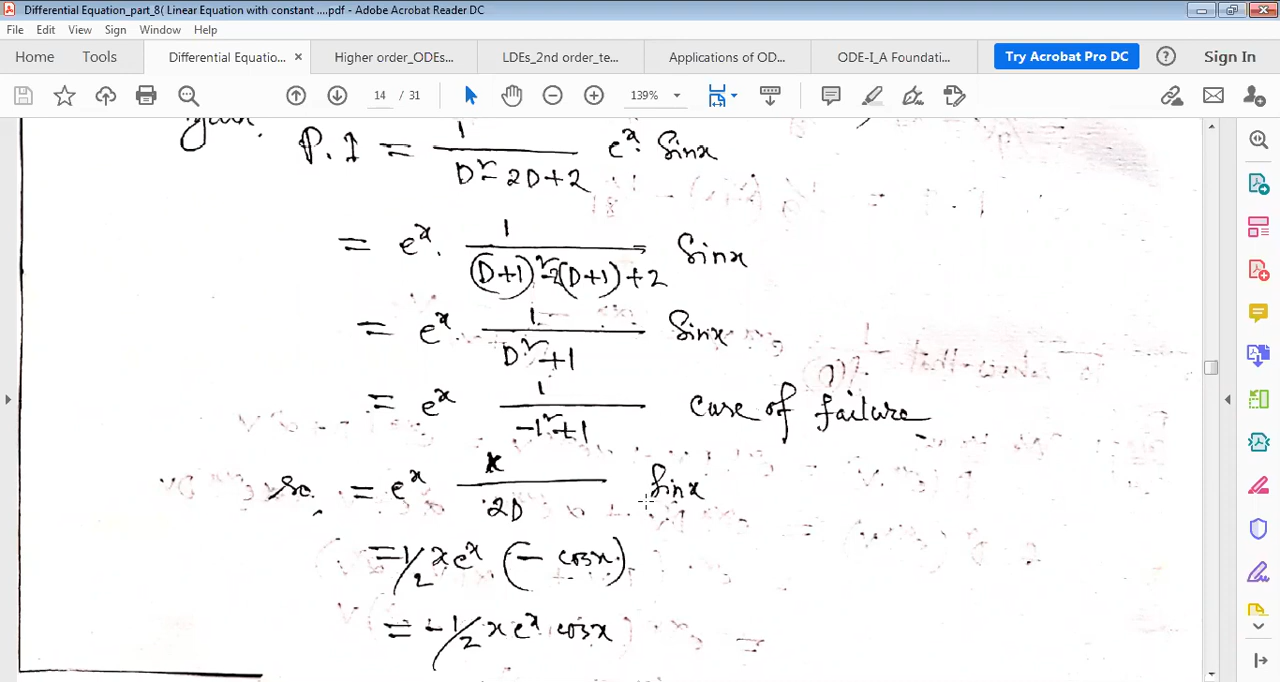 Differential Equation_part_8( Linear Equation with constant ....pdf - Adobe Acrobat Reader DC
File Edit View Sign Window Help
Home Tools Differential Equatio... × Higher order_ODEs... LDEs_2nd order_te... Applications of OD... ODE-I_A Foundati... Try Acrobat Pro DC Sign In
14 / 31 139%
P.I = 1/(D² - 2D+2) eˣ. Sinx
= eˣ. 1/((D+1)² - 2(D+1)+2) Sinx
= eˣ 1/(D²+1) Sinx
= eˣ 1/(-1²+1) case of failure
So. = eˣ x/2D Sinx
= 1/2 xeˣ (- cosx)
= - 1/2 xeˣ cosx